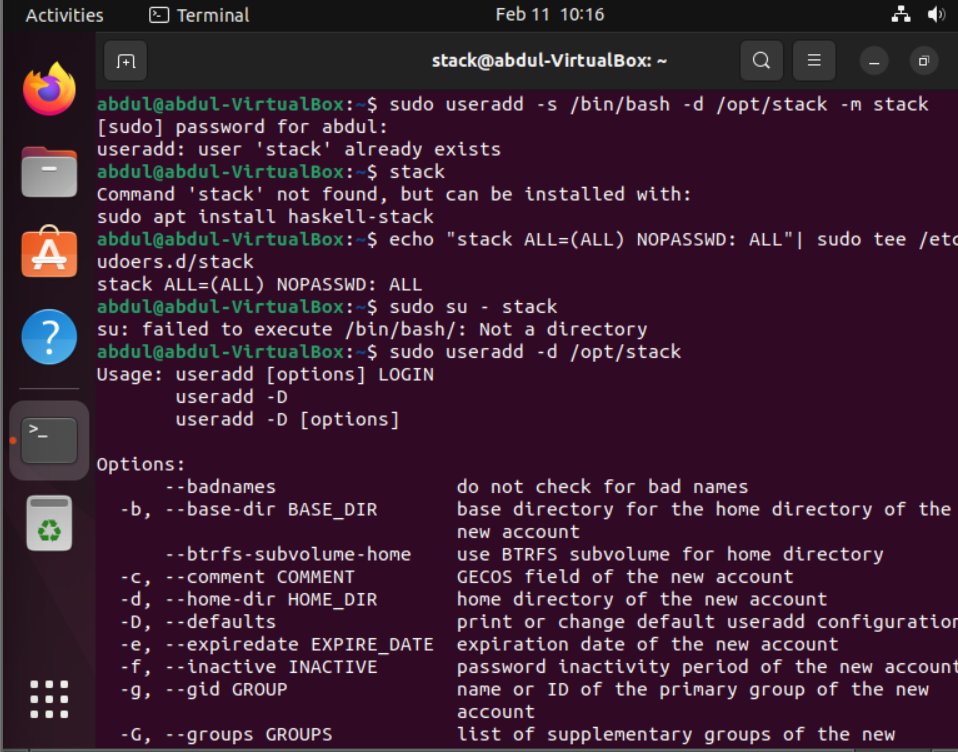 Activities
Terminal
Feb 11 10:16
stack@abdul-VirtualBox: ~
abdul@abdul-VirtualBox:~$ sudo useradd -s /bin/bash -d /opt/stack -m stack
[sudo] password for abdul:
useradd: user 'stack' already exists
abdul@abdul-VirtualBox:~$ stack
Command 'stack' not found, but can be installed with:
sudo apt install haskell-stack
abdul@abdul-VirtualBox:~$ echo "stack ALL=(ALL) NOPASSWD: ALL"| sudo tee /etc
udoers.d/stack
stack ALL=(ALL) NOPASSWD: ALL
abdul@abdul-VirtualBox:~$ sudo su - stack
su: failed to execute /bin/bash/: Not a directory
abdul@abdul-VirtualBox:~$ sudo useradd -d /opt/stack
Usage: useradd [options] LOGIN
       useradd -D
       useradd -D [options]
Options:
      --badnames                do not check for bad names
  -b, --base-dir BASE_DIR       base directory for the home directory of the
                                new account
      --btrfs-subvolume-home    use BTRFS subvolume for home directory
  -c, --comment COMMENT         GECOS field of the new account
  -d, --home-dir HOME_DIR       home directory of the new account
  -D, --defaults                print or change default useradd configuration
  -e, --expiredate EXPIRE_DATE  expiration date of the new account
  -f, --inactive INACTIVE       password inactivity period of the new account
  -g, --gid GROUP               name or ID of the primary group of the new
                                account
  -G, --groups GROUPS           list of supplementary groups of the new